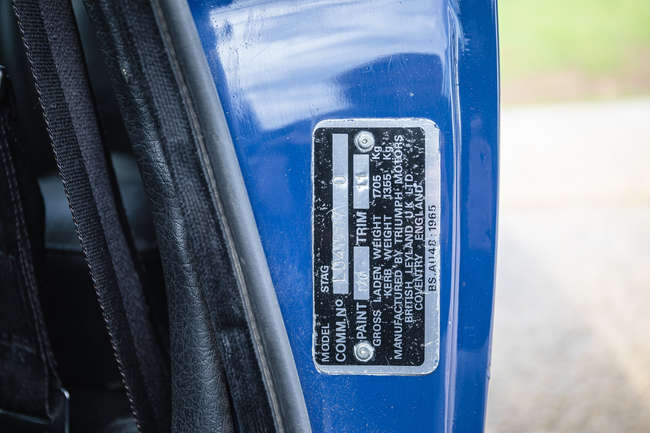 MODEL STAG
COMM.NO
PAINT TRIM 11
GROSS LADEN WEIGHT 1705 Kg
KERB WEIGHT 1365 Kg
MANUFACTURED BY TRIUMPH MOTORS
BRITISH LEYLAND U.K LTD.
COVENTRY, ENGLAND.
BS.AU48:1965